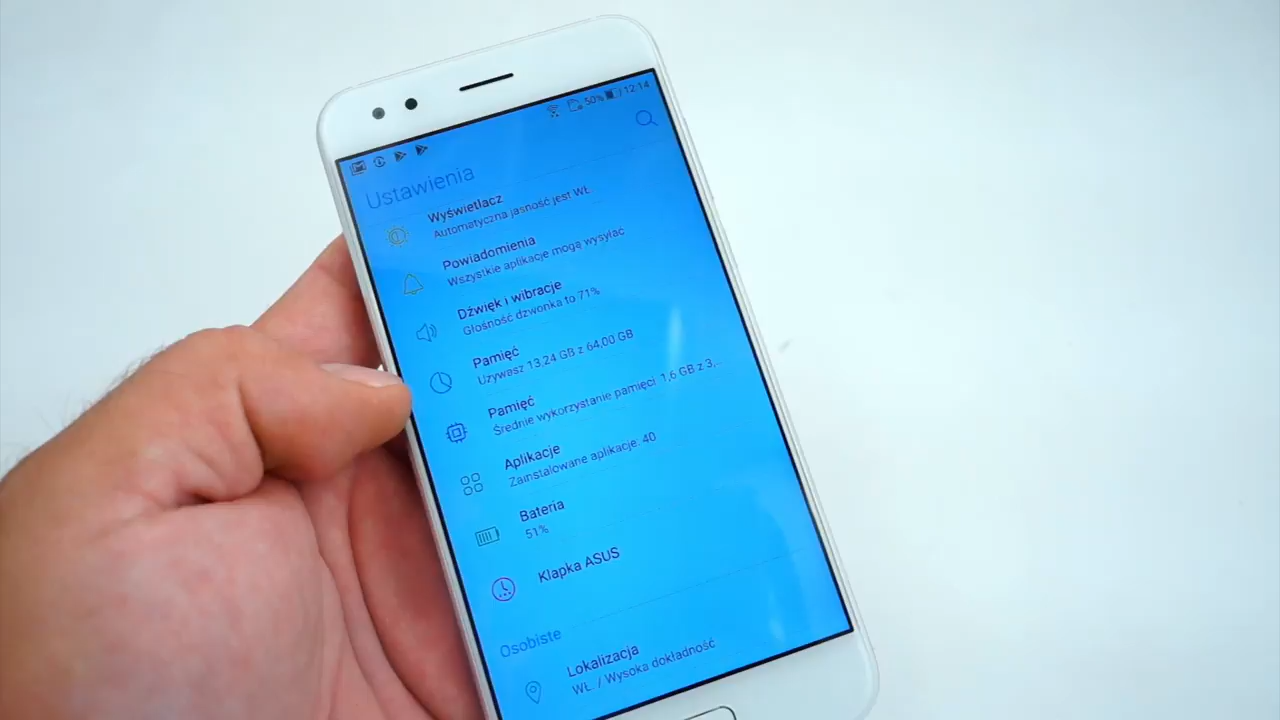 50% 12:14
Ustawienia
Wyświetlacz
Automatyczna jasność jest WŁ.
Powiadomienia
Wszystkie aplikacje mogą wysyłać
Dźwięk i wibracje
Głośność dzwonka to 71%
Pamięć
Używasz 13,24 GB z 64,00 GB
Pamięć
Średnie wykorzystanie pamięci 1,6 GB z 3,...
Aplikacje
Zainstalowane aplikacje: 40
Bateria
51%
Klapka ASUS
Osobiste
Lokalizacja
WŁ. / Wysoka dokładność